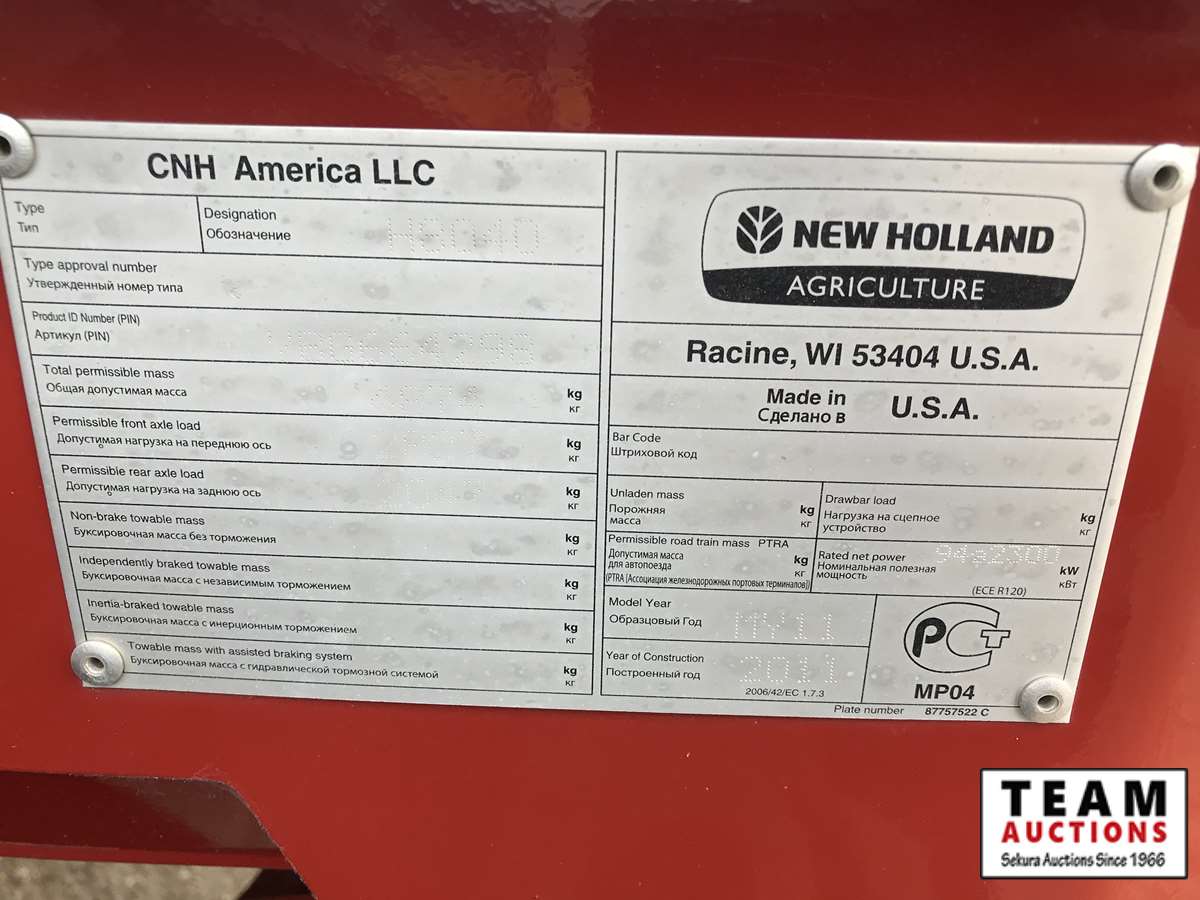 CNH America LLC
Type
Тип
Designation
Обозначение
H8040
Type approval number
Утвержденный номер типа
Product ID Number (PIN)
Артикул (PIN)
Total permissible mass
Общая допустимая масса
kg
кг
Permissible front axle load
Допустимая нагрузка на переднюю ось
kg
кг
Permissible rear axle load
Допустимая нагрузка на заднюю ось
kg
кг
Non-brake towable mass
Буксировочная масса без торможения
kg
кг
Independently braked towable mass
Буксировочная масса с независимым торможением
kg
кг
Inertia-braked towable mass
Буксировочная масса с инерционным торможением
kg
кг
Towable mass with assisted braking system
Буксировочная масса с гидравлической тормозной системой
kg
кг
NEW HOLLAND
AGRICULTURE
Racine, WI 53404 U.S.A.
Made in
Сделано в
U.S.A.
Bar Code
Штриховой код
Unladen mass
Порожняя
масса
kg
кг
Drawbar load
Нагрузка на сцепное
устройство
kg
кг
Permissible road train mass PTRA
Допустимая масса
для автопоезда
(PTRA [Ассоциация железнодорожных портовых терминалов])
kg
кг
Rated net power
Номинальная полезная
мощность
94@2300
kW
кВт
(ECE R120)
Model Year
Образцовый Год
MY11
Year of Construction
Построенный год
2011
2006/42/EC 1.7.3
РСТ
MP04
Plate number 87757522 C
TEAM
AUCTIONS
Sekura Auctions Since 1966